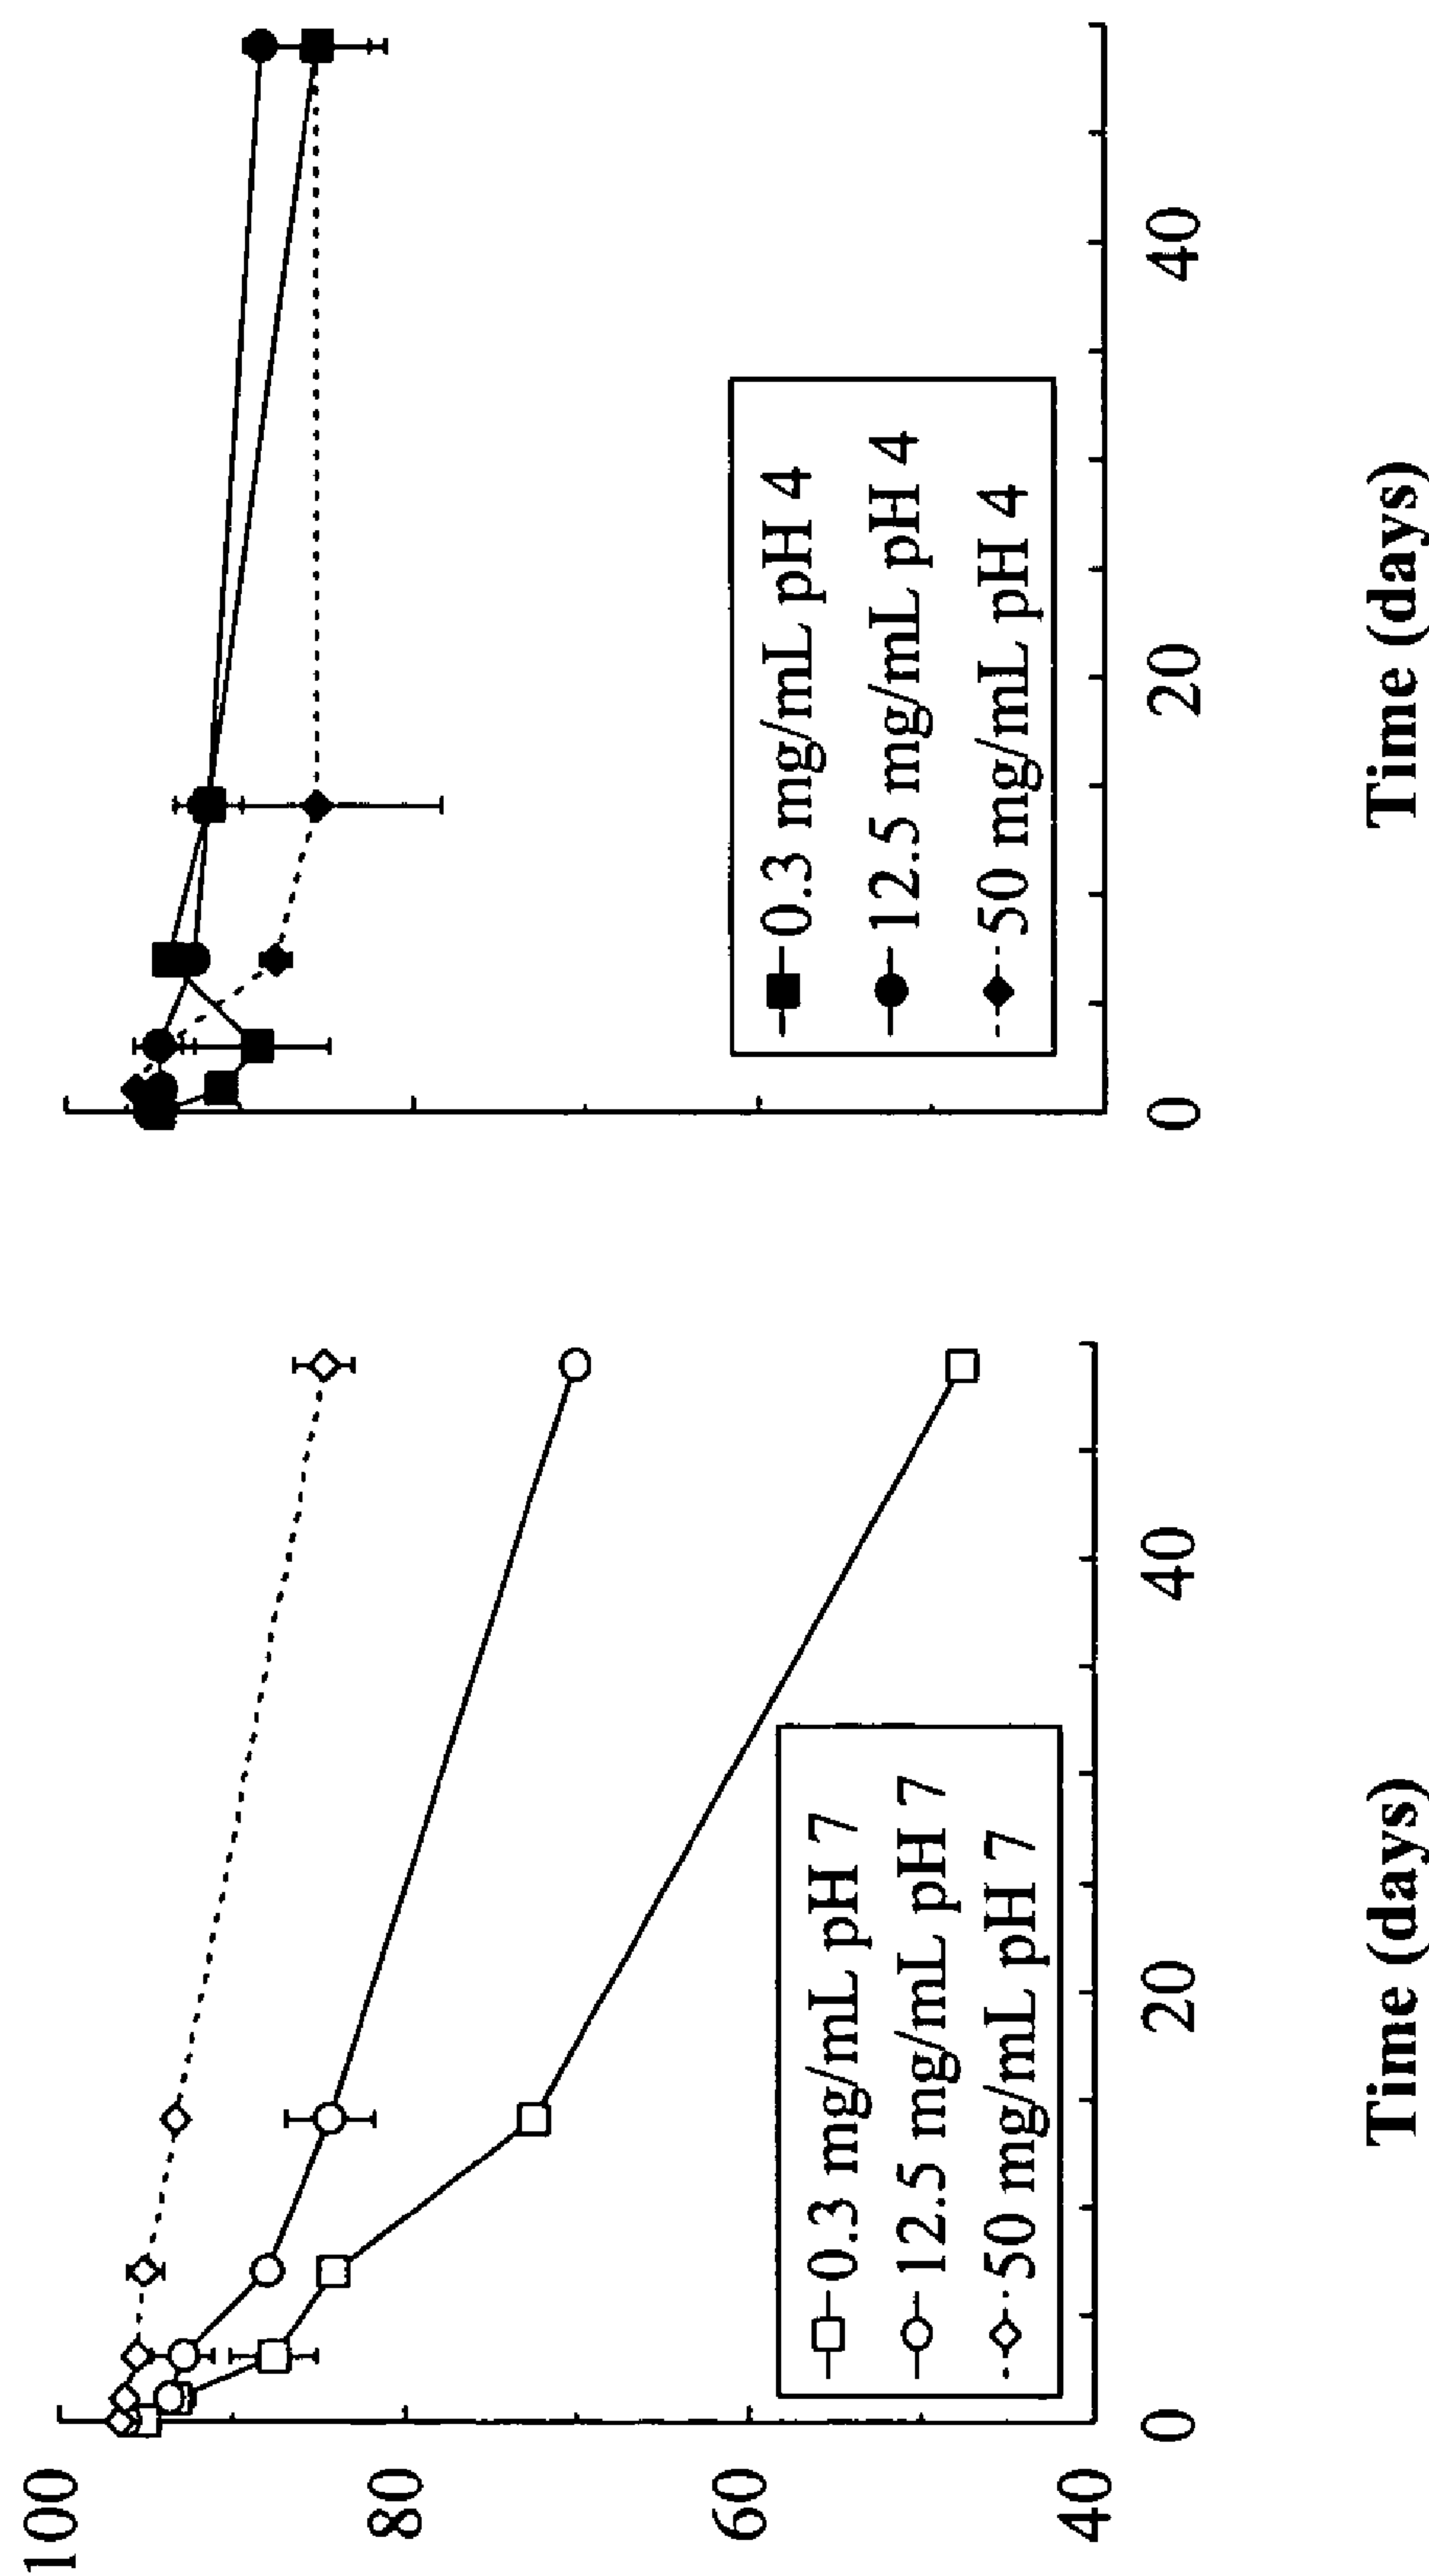 100
80
60
40
0
20
40
0.3 mg/mL pH 7
12.5 mg/mL pH 7
50 mg/mL pH 7
Time (days)
0
20
40
0.3 mg/mL pH 4
12.5 mg/mL pH 4
50 mg/mL pH 4
Time (days)